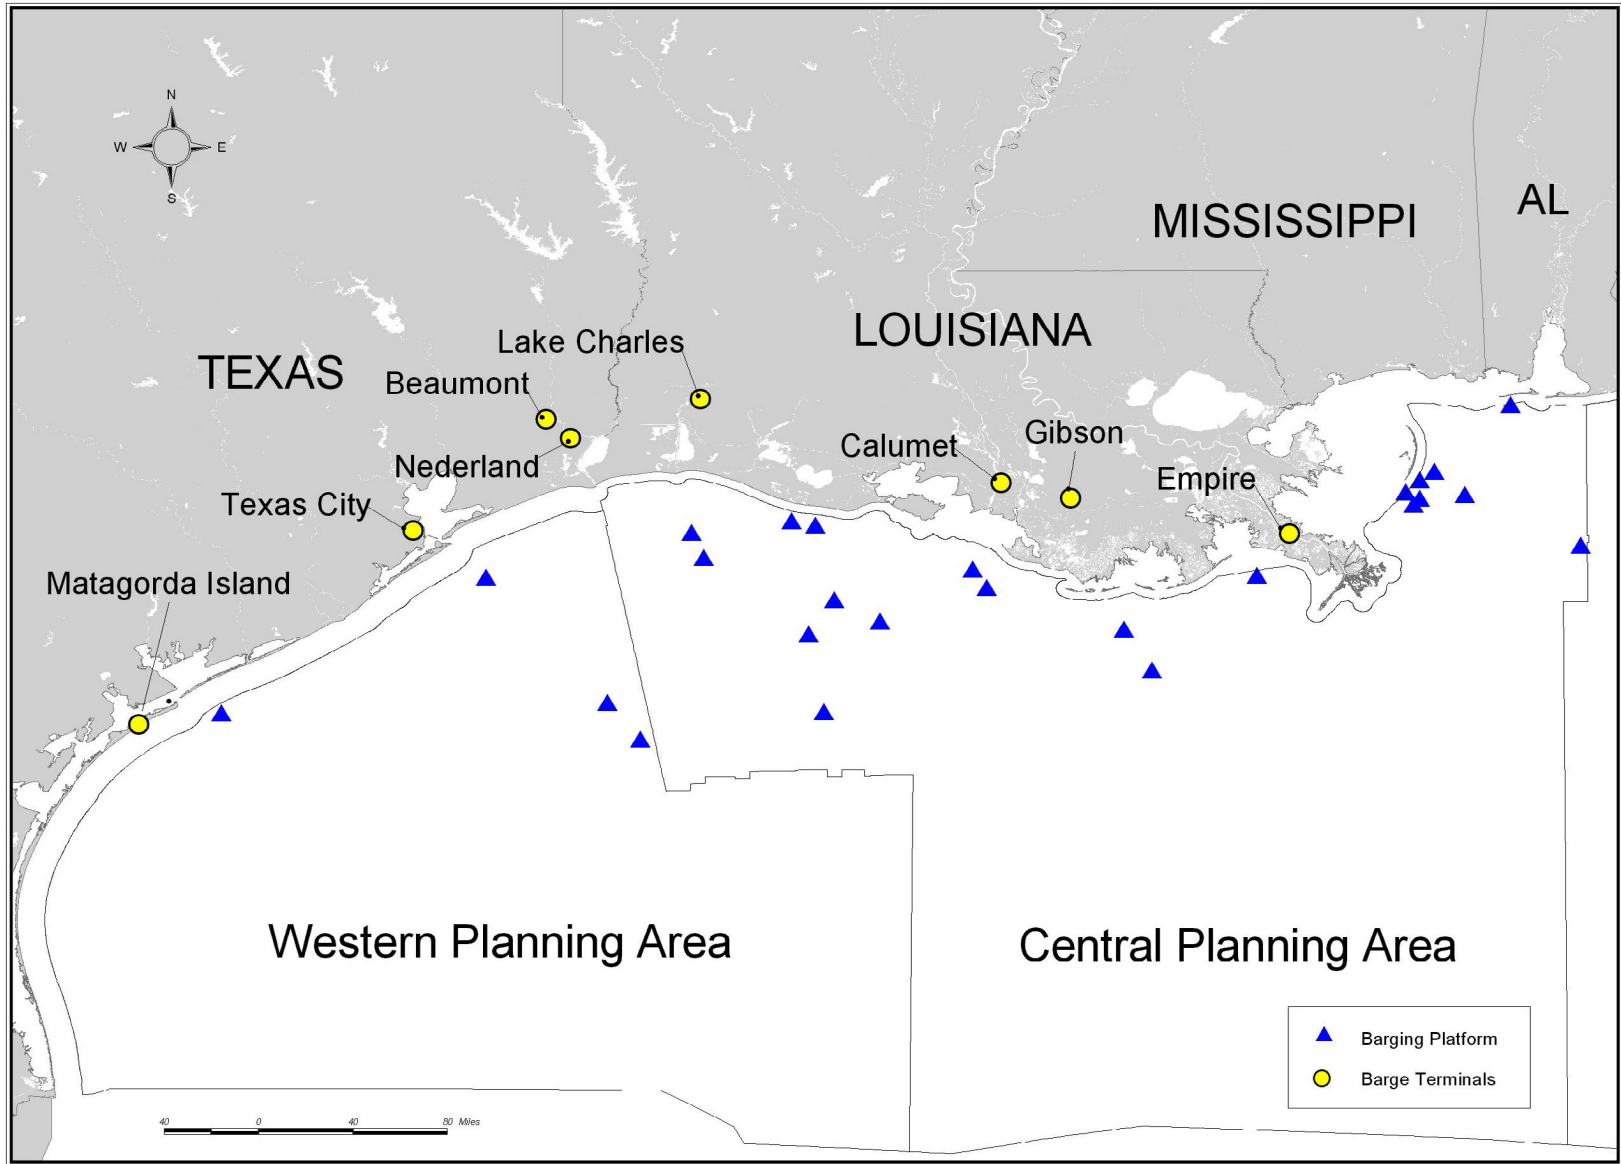 N
W E
S
AL
MISSISSIPPI
LOUISIANA
Lake Charles
TEXAS
Beaumont
Gibson
Calumet
Nederland
Empire
Texas City
Matagorda Island
Western Planning Area
Central Planning Area
Barging Platform
Barge Terminals
40 0 40 80 Miles